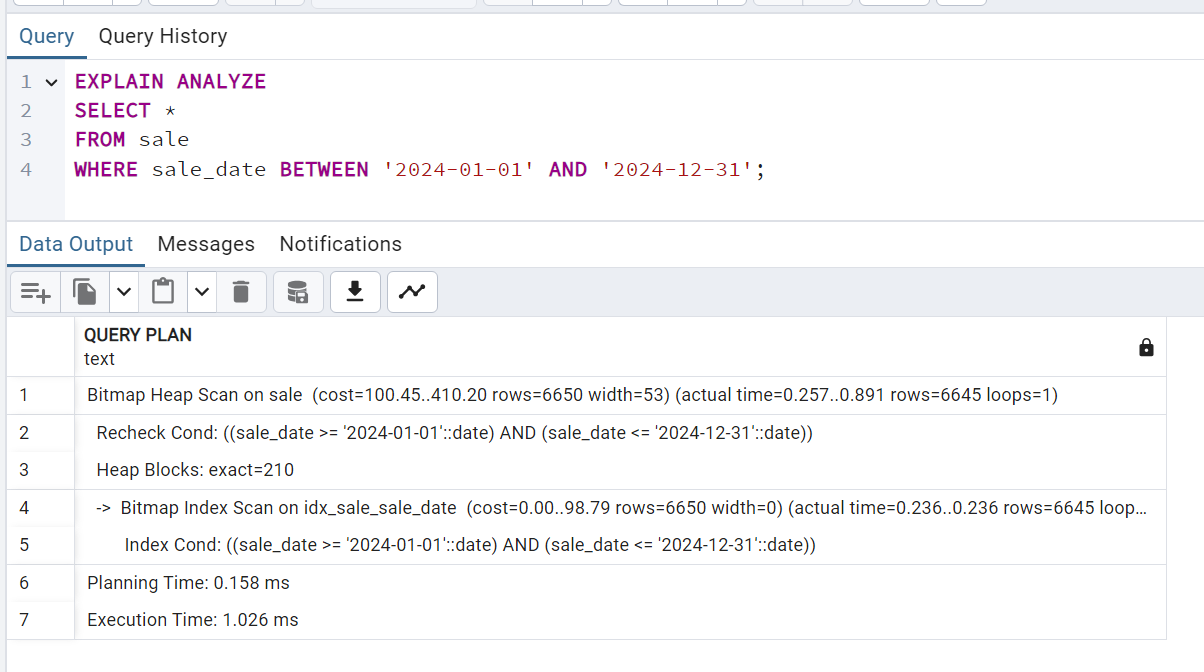 Query Query History
1 EXPLAIN ANALYZE
2 SELECT *
3 FROM sale
4 WHERE sale_date BETWEEN '2024-01-01' AND '2024-12-31';
Data Output Messages Notifications
QUERY PLAN
text
1 Bitmap Heap Scan on sale (cost=100.45..410.20 rows=6650 width=53) (actual time=0.257..0.891 rows=6645 loops=1)
2 Recheck Cond: ((sale_date >= '2024-01-01'::date) AND (sale_date <= '2024-12-31'::date))
3 Heap Blocks: exact=210
4 -> Bitmap Index Scan on idx_sale_sale_date (cost=0.00..98.79 rows=6650 width=0) (actual time=0.236..0.236 rows=6645 loop...
5 Index Cond: ((sale_date >= '2024-01-01'::date) AND (sale_date <= '2024-12-31'::date))
6 Planning Time: 0.158 ms
7 Execution Time: 1.026 ms